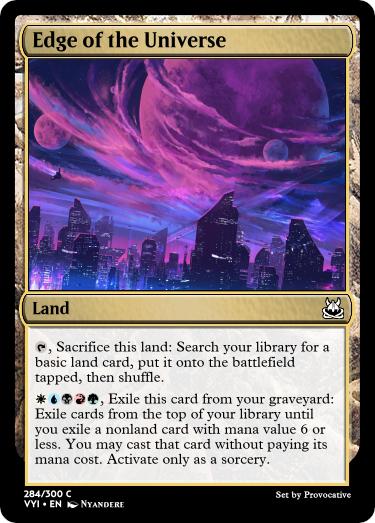 Edge of the Universe
Land
, Sacrifice this land: Search your library for a
basic land card, put it onto the battlefield
tapped, then shuffle.
, Exile this card from your graveyard:
Exile cards from the top of your library until
you exile a nonland card with mana value 6 or
less. You may cast that card without paying its
mana cost. Activate only as a sorcery.
284/300 C
VYI • EN Nyandere
Set by Provocative